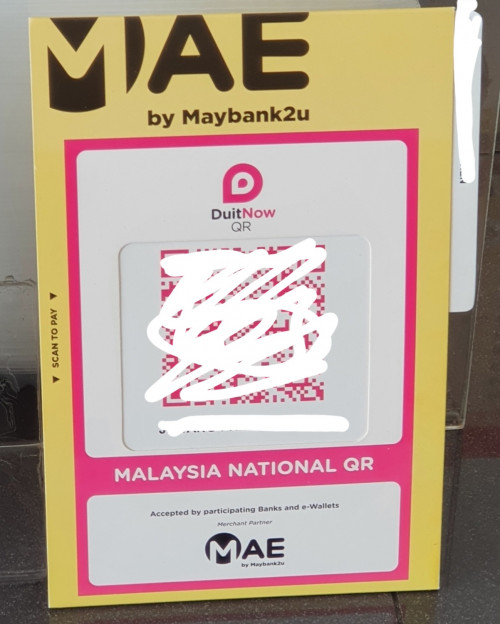 MAE
by Maybank2u
DuitNow
QR
SCAN TO PAY
MALAYSIA NATIONAL QR
Accepted by participating Banks and e-Wallets
Merchant Partner
MAE
by Maybank2u